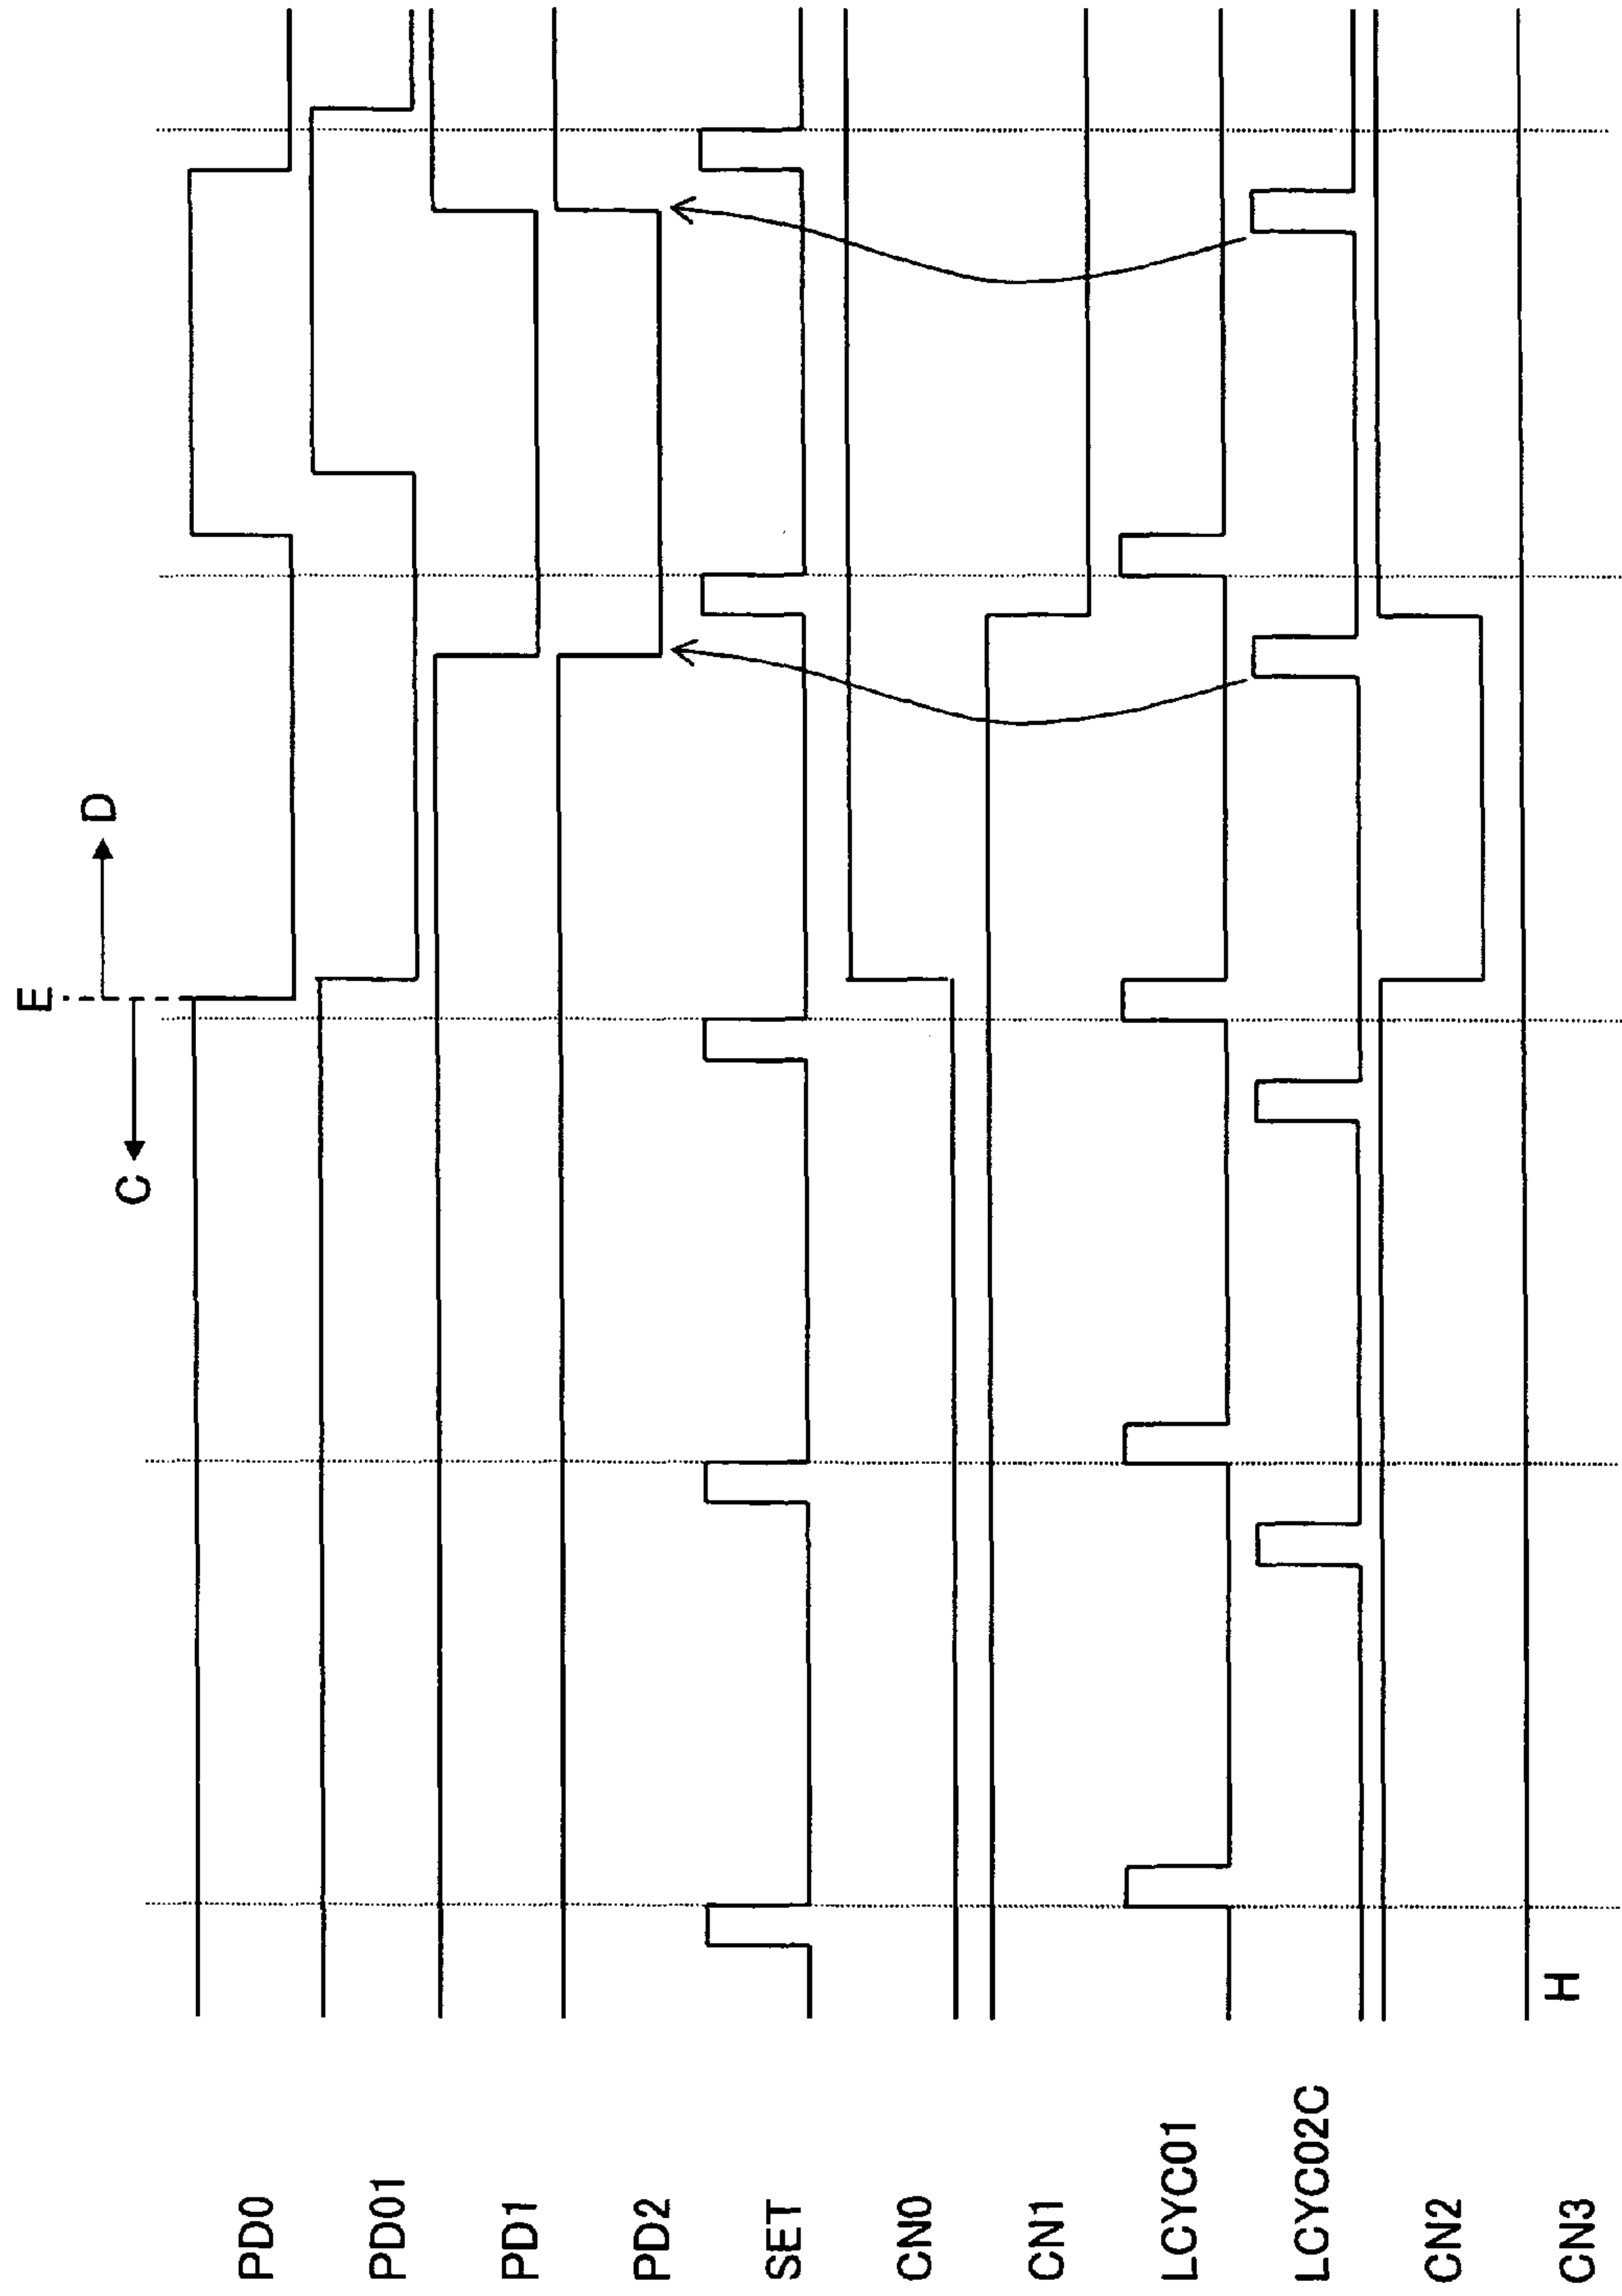 E
D
C
PD0
PD01
PD1
PD2
SET
CN0
CN1
LCYC01
LCYC02C
CN2
CN3
H